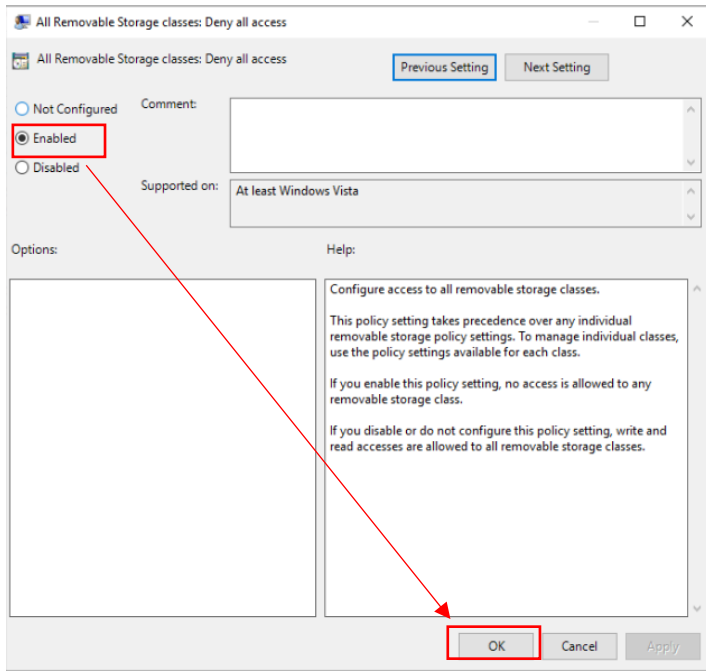 All Removable Storage classes: Deny all access
All Removable Storage classes: Deny all access
Previous Setting
Next Setting
Not Configured
Comment:
Enabled
Disabled
Supported on:
At least Windows Vista
Options:
Help:
Configure access to all removable storage classes.
This policy setting takes precedence over any individual
removable storage policy settings. To manage individual classes,
use the policy settings available for each class.
If you enable this policy setting, no access is allowed to any
removable storage class.
If you disable or do not configure this policy setting, write and
read accesses are allowed to all removable storage classes.
OK
Cancel
Apply